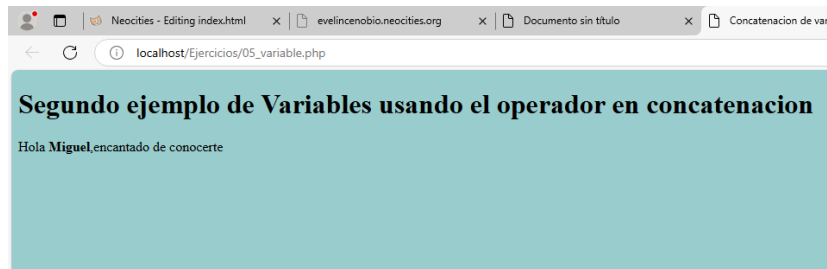 Neocities - Editing index.html
evelincenobio.neocities.org
Documento sin título
Concatenacion de var
localhost/Ejercicios/05_variable.php
Segundo ejemplo de Variables usando el operador en concatenacion
Hola Miguel,encantado de conocerte